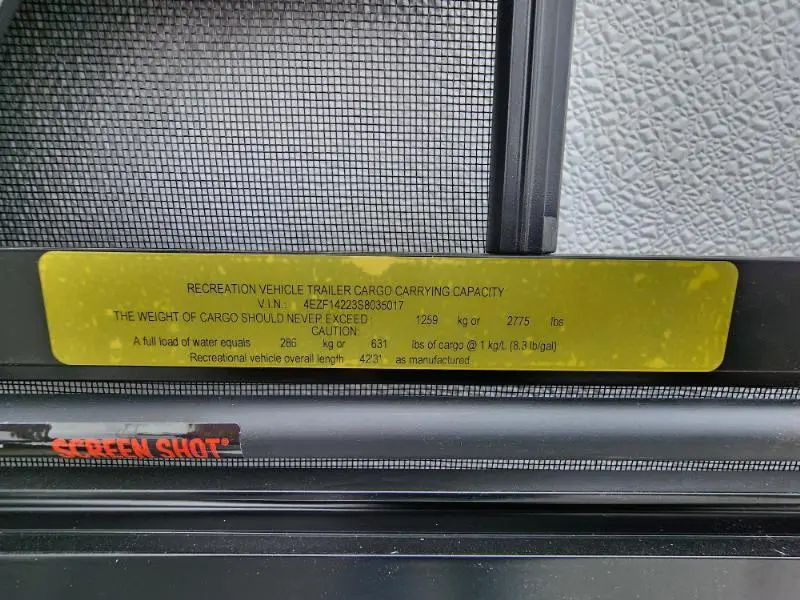 RECREATION VEHICLE TRAILER CARGO CARRYING CAPACITY
V.I.N.: 4EZF14223S8035017
THE WEIGHT OF CARGO SHOULD NEVER EXCEED: 1259 kg or 2775 lbs
CAUTION:
A full load of water equals 286 kg or 631 lbs of cargo @ 1 kg/L (8.3 lb/gal)
Recreational vehicle overall length 42'3" as manufactured
SCREEN SHOT®